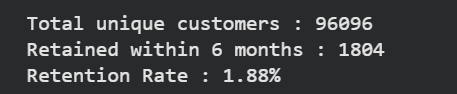 Total unique customers : 96096
Retained within 6 months : 1804
Retention Rate : 1.88%